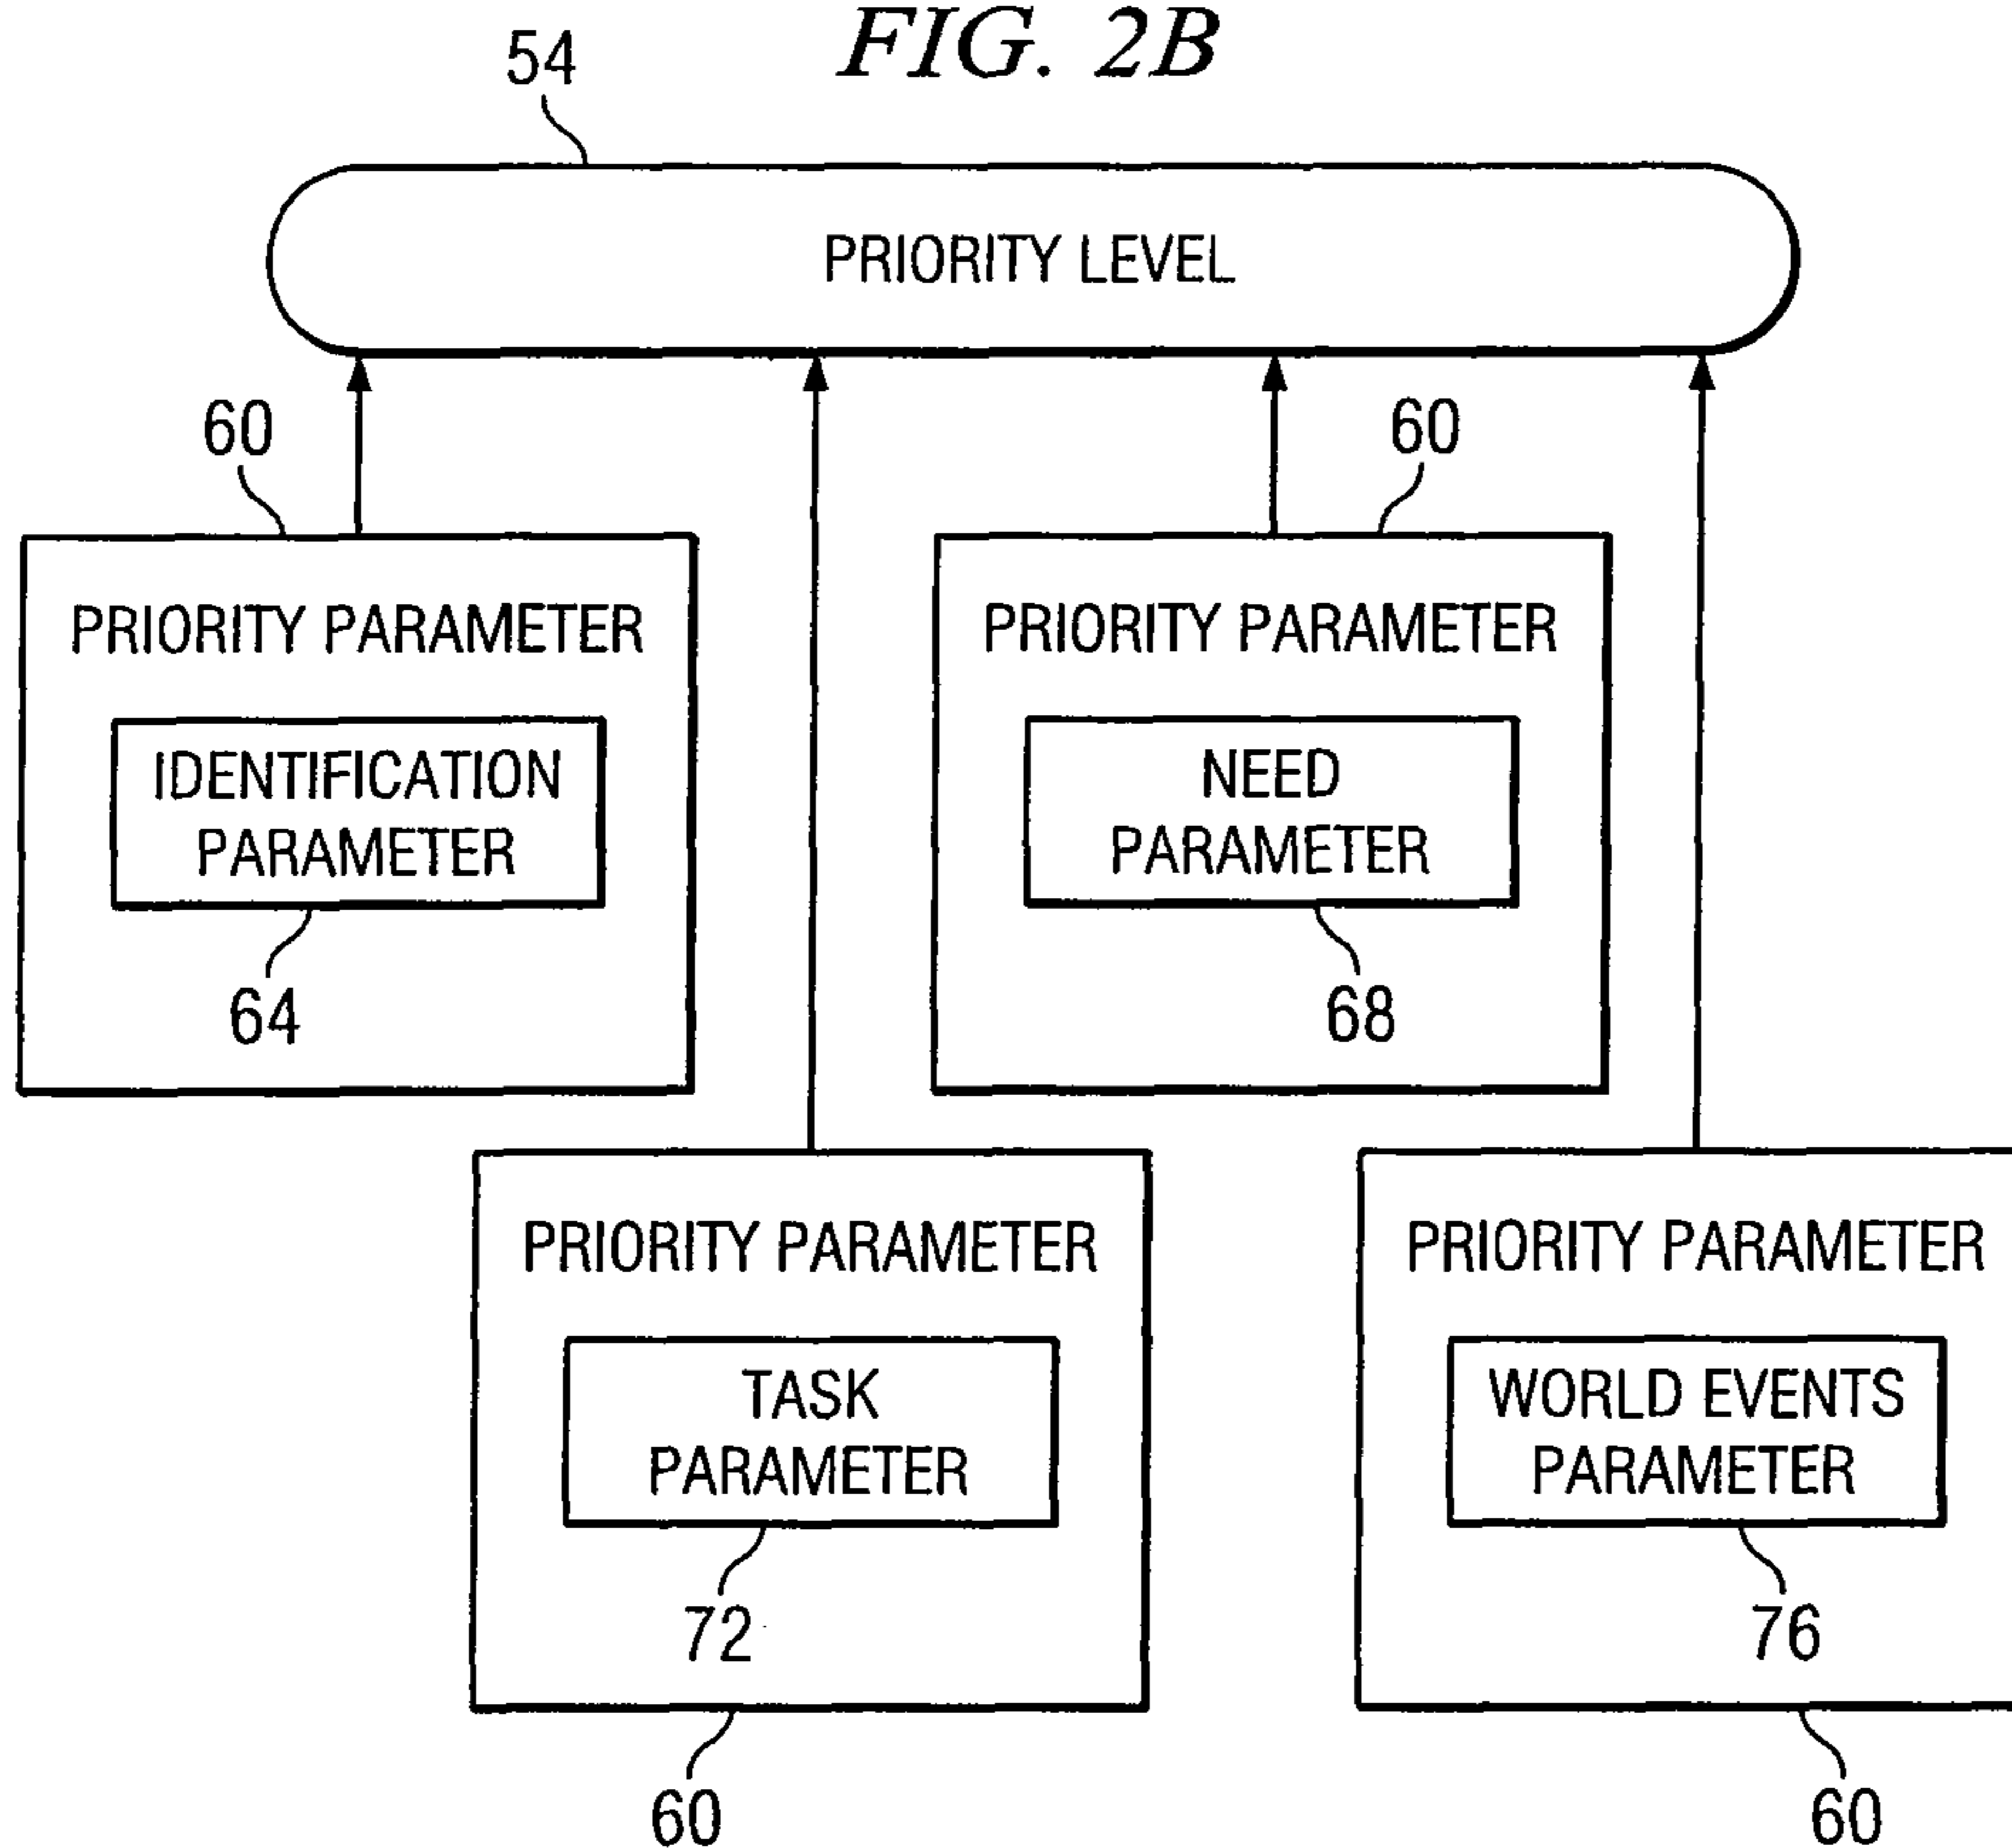 FIG. 2B
54
PRIORITY LEVEL
60
60
PRIORITY PARAMETER
IDENTIFICATION
PARAMETER
64
PRIORITY PARAMETER
NEED
PARAMETER
68
PRIORITY PARAMETER
TASK
PARAMETER
72
60
PRIORITY PARAMETER
WORLD EVENTS
PARAMETER
76
60